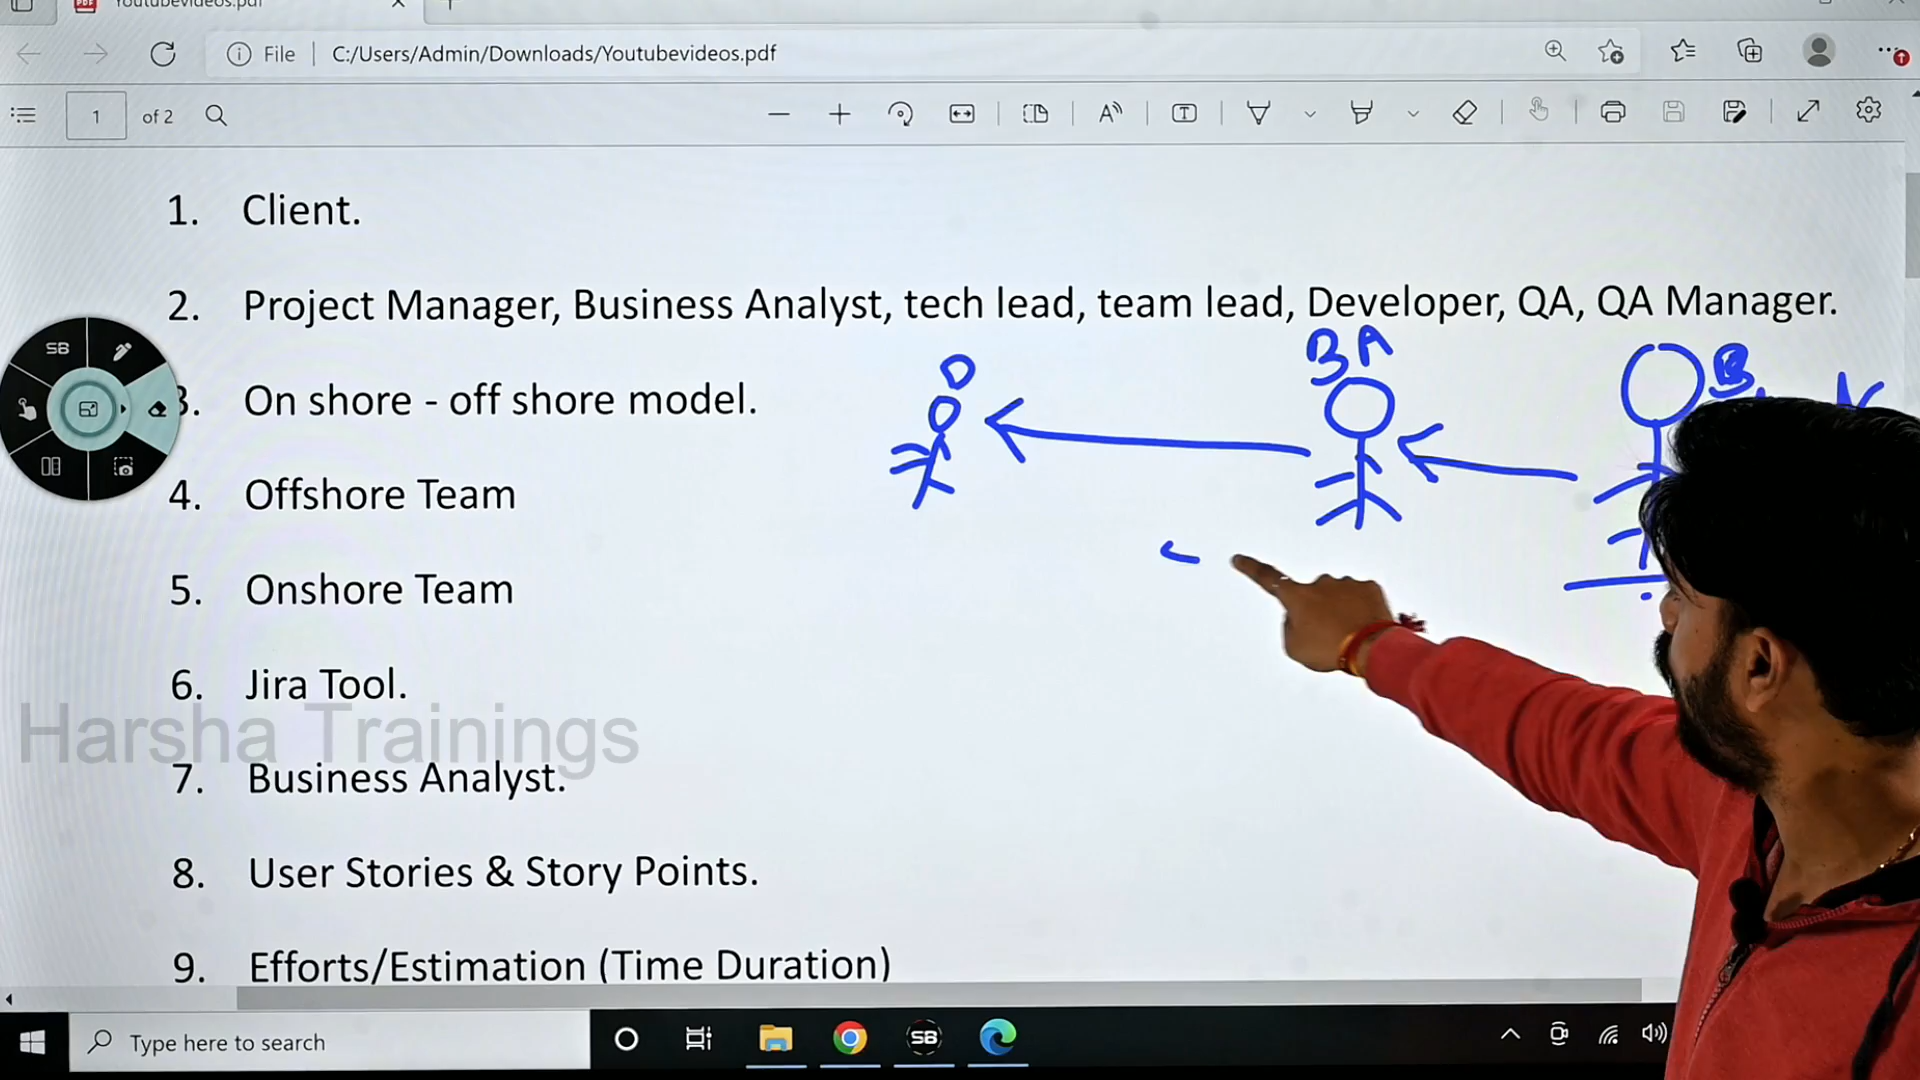 Youtubevideos.pdf
File C:/Users/Admin/Downloads/Youtubevideos.pdf
1 of 2
1. Client.
2. Project Manager, Business Analyst, tech lead, team lead, Developer, QA, QA Manager.
BA
B
D
SB
3. On shore - off shore model.
4. Offshore Team
5. Onshore Team
6. Jira Tool.
Harsha Trainings
7. Business Analyst.
8. User Stories & Story Points.
9. Efforts/Estimation (Time Duration)
Type here to search
SB